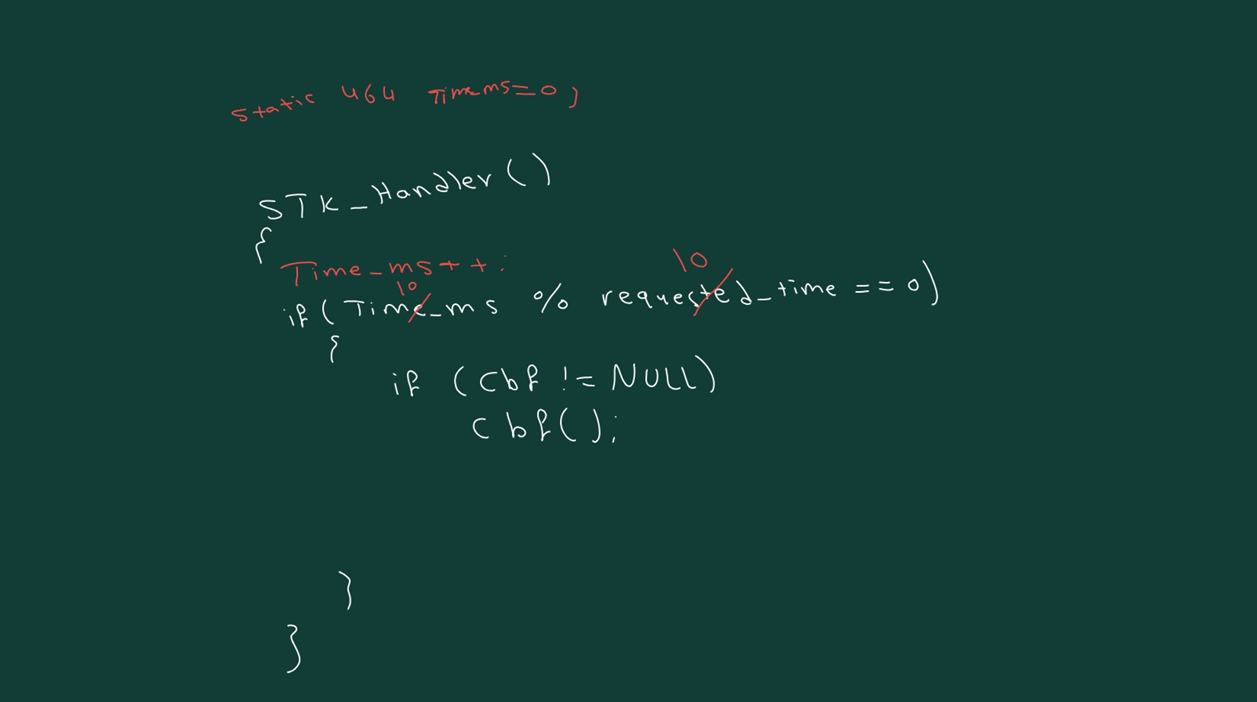 static u64 Timems=0;
STK_Handler()
{
Time_ms++;
10 10
if (Time_ms % requested_time == 0)
{
if (cbf != NULL)
cbf();
}
}